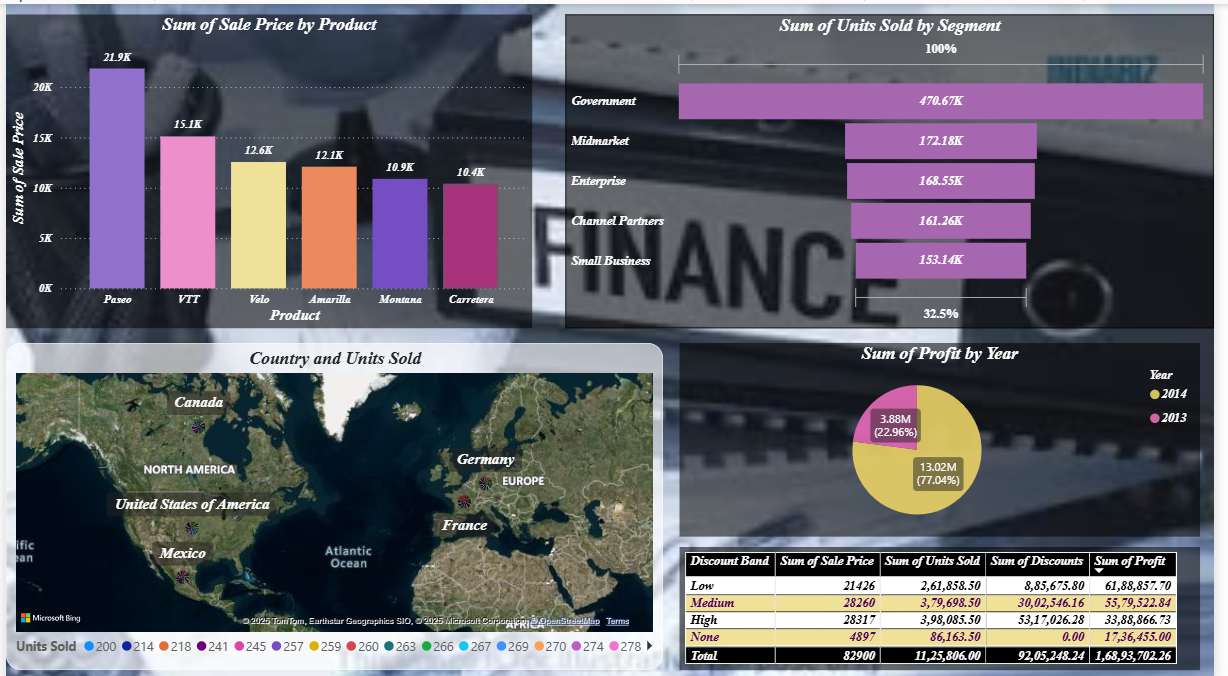 Sum of Sale Price by Product
21.9K
20K
15.1K
15K
12.6K
12.1K
10.9K
10.4K
10K
5K
0K
Sum of Sale Price
Paseo VTT Velo Amarilla Montana Carretera
Product
Sum of Units Sold by Segment
100%
Government 470.67K
Midmarket 172.18K
Enterprise 168.55K
Channel Partners 161.26K
Small Business 153.14K
32.5%
INDIABIZ
FINANCE
Country and Units Sold
Canada
NORTH AMERICA
Germany
EUROPE
United States of America
France
Mexico
Atlantic
Ocean
AFRICA
Microsoft Bing
© 2025 TomTom, Earthstar Geographics SIO, © 2025 Microsoft Corporation, © OpenStreetMap Terms
Units Sold 200 214 218 241 245 257 259 260 263 266 267 269 270 274 278
Sum of Profit by Year
Year
2014
2013
3.88M
(22.96%)
13.02M
(77.04%)
Discount Band Sum of Sale Price Sum of Units Sold Sum of Discounts Sum of Profit
Low 21426 2,61,858.50 8,85,675.80 61,88,857.70
Medium 28260 3,79,698.50 30,02,546.16 55,79,522.84
High 28317 3,98,085.50 53,17,026.28 33,88,866.73
None 4897 86,163.50 0.00 17,36,455.00
Total 82900 11,25,806.00 92,05,248.24 1,68,93,702.26